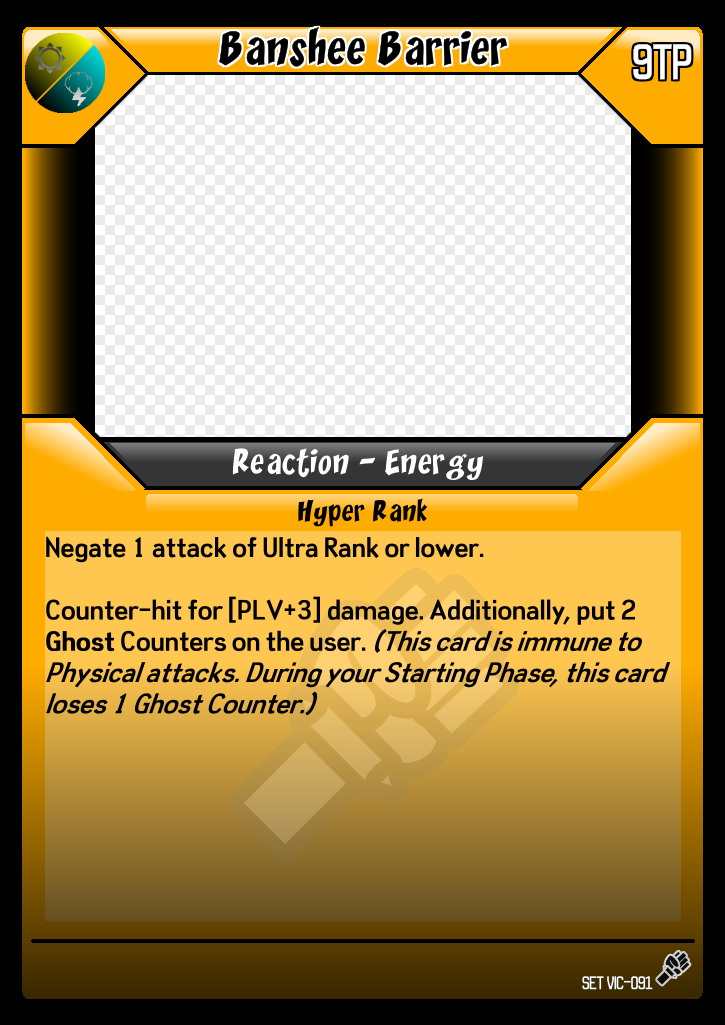 Banshee Barrier
9TP
Reaction - Energy
Hyper Rank
Negate 1 attack of Ultra Rank or lower.
Counter-hit for [PLV+3] damage. Additionally, put 2
Ghost Counters on the user. (This card is immune to
Physical attacks. During your Starting Phase, this card
loses 1 Ghost Counter.)
SET VIC-091